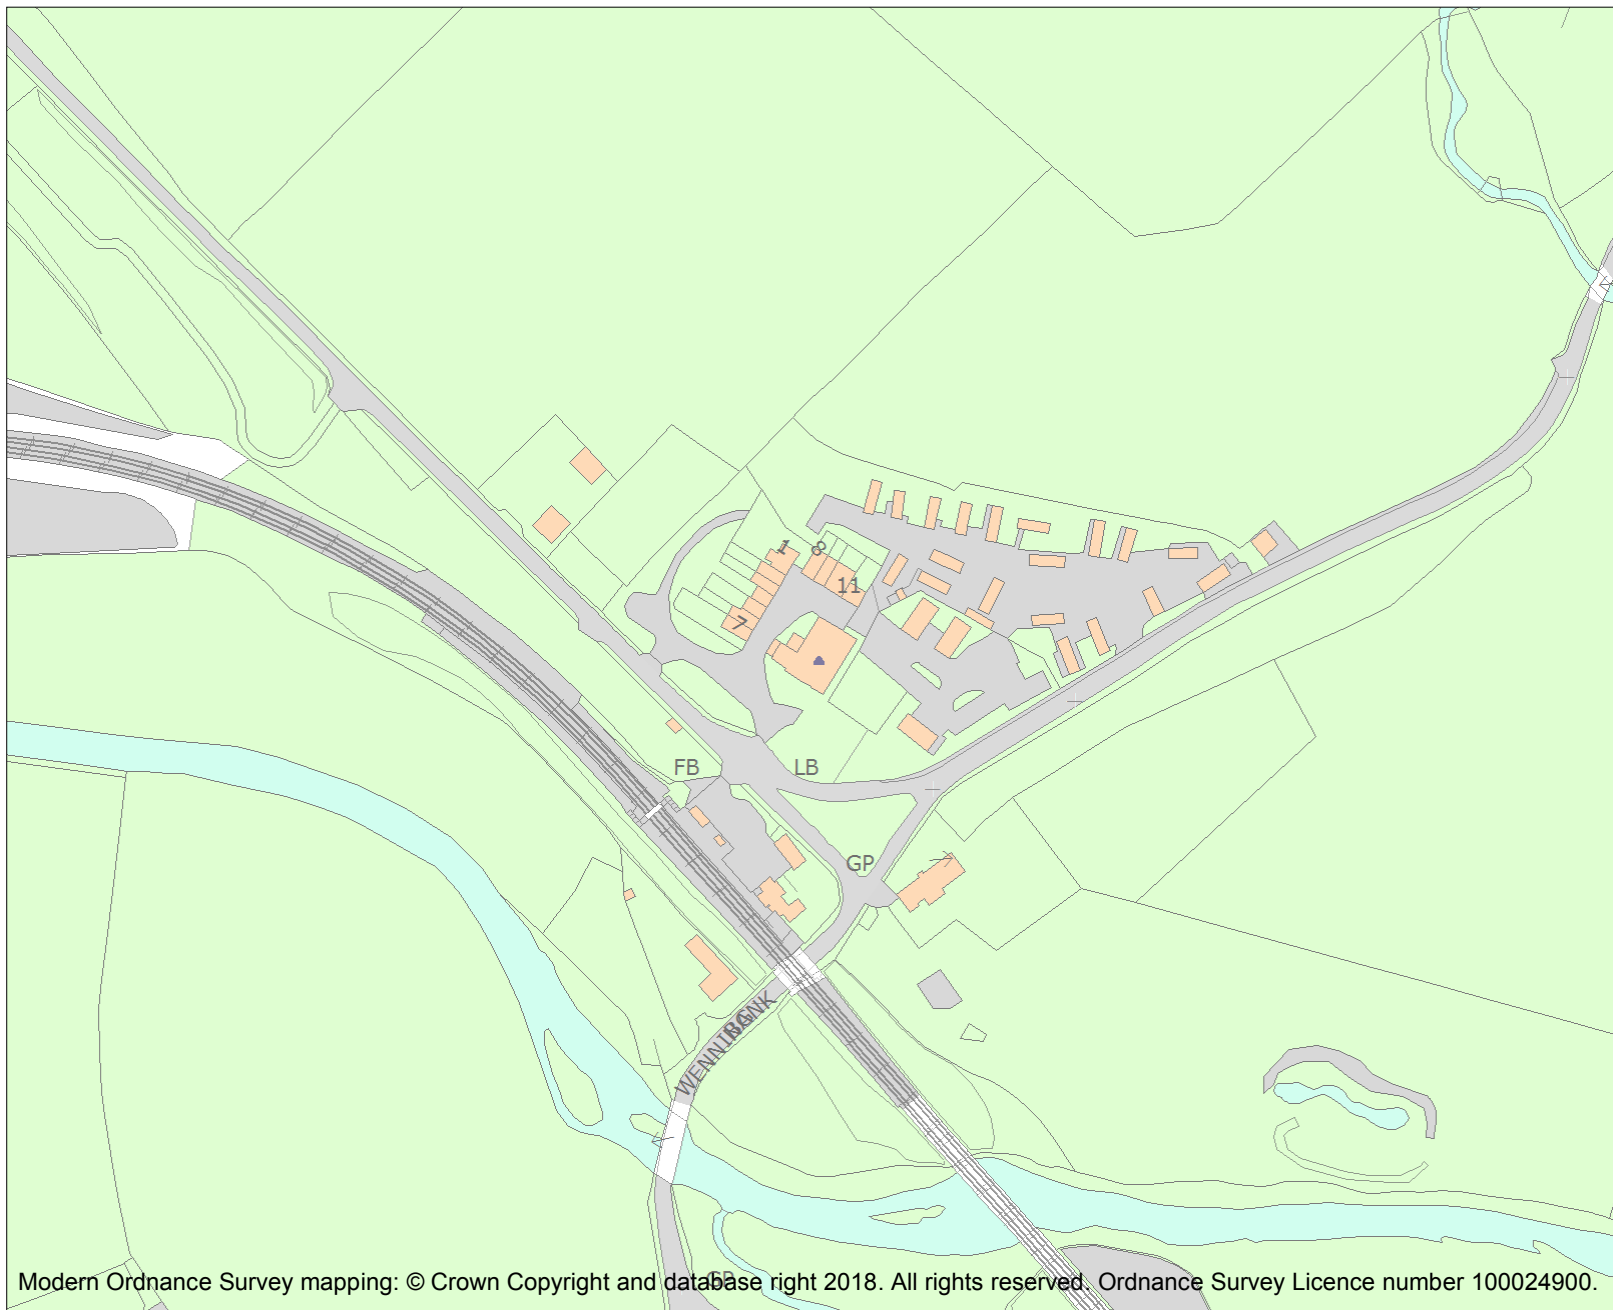 1
8
11
7
FB
LB
GP
WENNING BANK
GP
Modern Ordnance Survey mapping: © Crown Copyright and database right 2018. All rights reserved. Ordnance Survey Licence number 100024900.